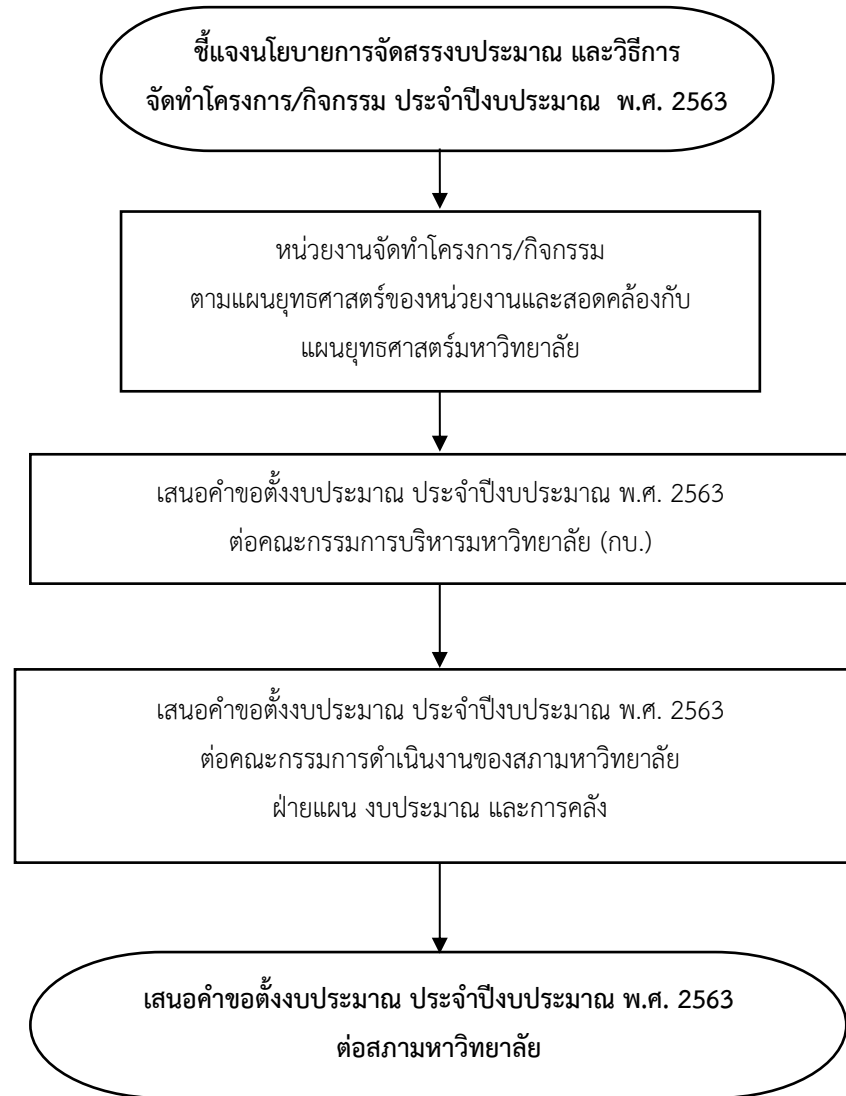 ชี้แจงนโยบายการจัดสรรงบประมาณ และวิธีการ
จัดทำโครงการ/กิจกรรม ประจำปีงบประมาณ พ.ศ. 2563
หน่วยงานจัดทำโครงการ/กิจกรรม
ตามแผนยุทธศาสตร์ของหน่วยงานและสอดคล้องกับ
แผนยุทธศาสตร์มหาวิทยาลัย
เสนอคำขอตั้งงบประมาณ ประจำปีงบประมาณ พ.ศ. 2563
ต่อคณะกรรมการบริหารมหาวิทยาลัย (กบ.)
เสนอคำขอตั้งงบประมาณ ประจำปีงบประมาณ พ.ศ. 2563
ต่อคณะกรรมการดำเนินงานของสภามหาวิทยาลัย
ฝ่ายแผน งบประมาณ และการคลัง
เสนอคำขอตั้งงบประมาณ ประจำปีงบประมาณ พ.ศ. 2563
ต่อสภามหาวิทยาลัย